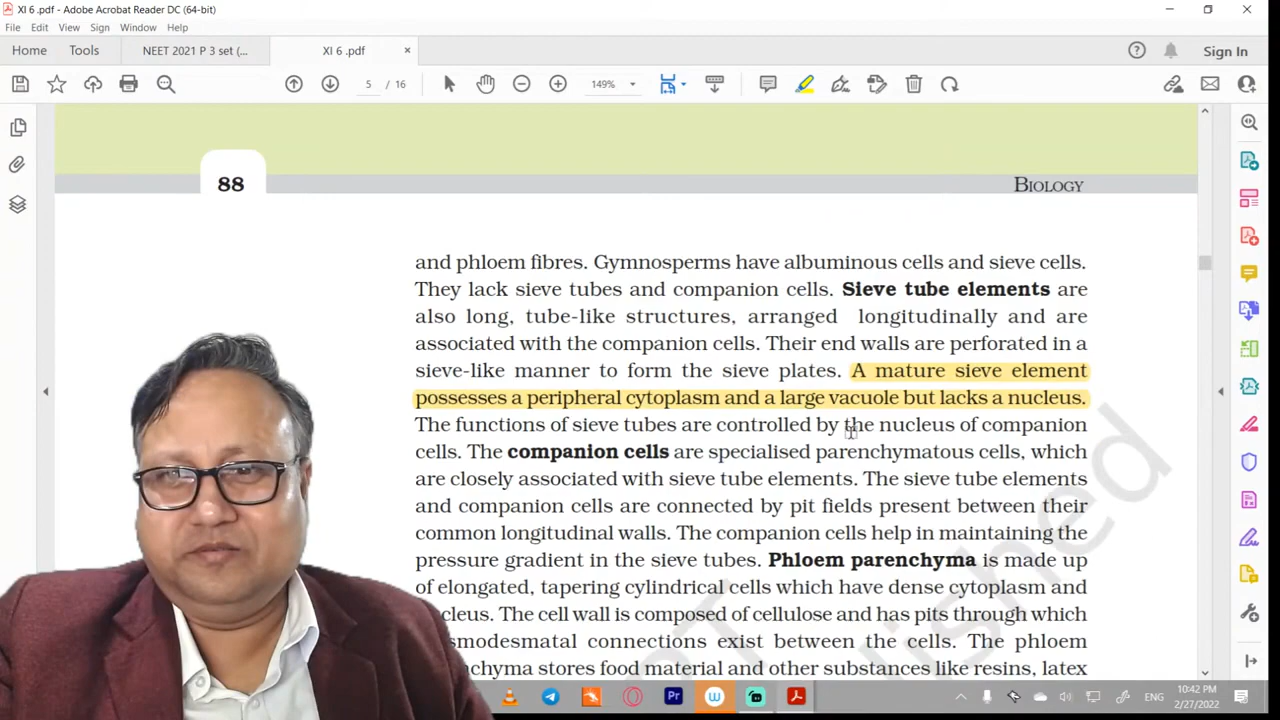 XI 6 .pdf - Adobe Acrobat Reader DC (64-bit)
File Edit View Sign Window Help
Home Tools NEET 2021 P 3 set (... XI 6 .pdf × Sign In
5 / 16 149%
88
BIOLOGY
and phloem fibres. Gymnosperms have albuminous cells and sieve cells.
They lack sieve tubes and companion cells. Sieve tube elements are
also long, tube-like structures, arranged longitudinally and are
associated with the companion cells. Their end walls are perforated in a
sieve-like manner to form the sieve plates. A mature sieve element
possesses a peripheral cytoplasm and a large vacuole but lacks a nucleus.
The functions of sieve tubes are controlled by the nucleus of companion
cells. The companion cells are specialised parenchymatous cells, which
are closely associated with sieve tube elements. The sieve tube elements
and companion cells are connected by pit fields present between their
common longitudinal walls. The companion cells help in maintaining the
pressure gradient in the sieve tubes. Phloem parenchyma is made up
of elongated, tapering cylindrical cells which have dense cytoplasm and
The cell wall is composed of cellulose and has pits through which
connections exist between the cells. The phloem
stores food material and other substances like resins, latex
Pr W ENG
10:42 PM
2/27/2022